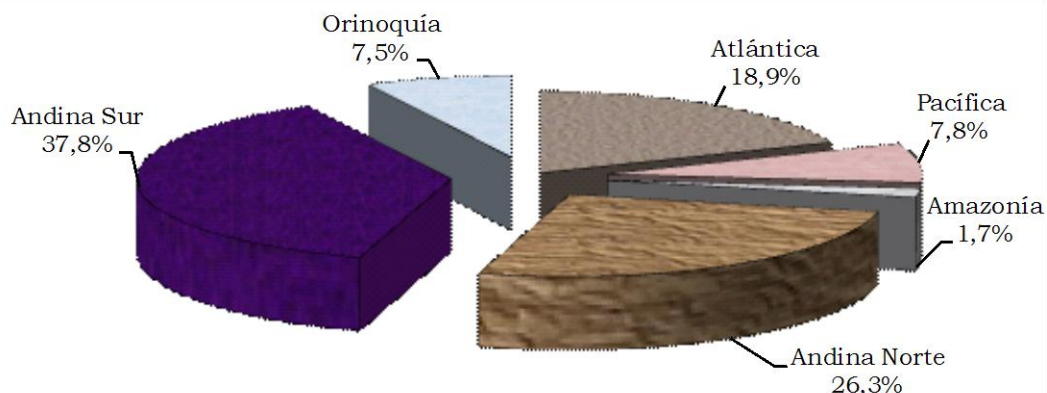 Orinoquía
7,5%
Atlántica
18,9%
Pacífica
7,8%
Andina Sur
37,8%
Amazonía
1,7%
Andina Norte
26,3%